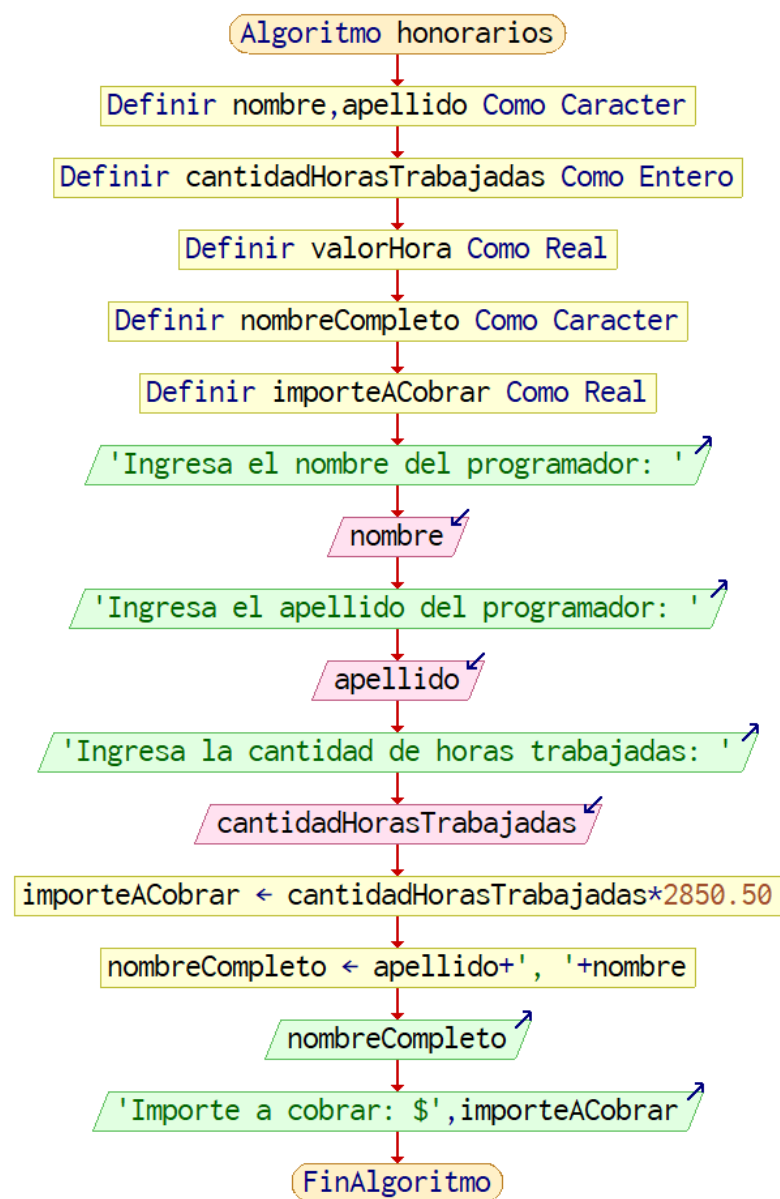 Algoritmo honorarios
Definir nombre,apellido Como Caracter
Definir cantidadHorasTrabajadas Como Entero
Definir valorHora Como Real
Definir nombreCompleto Como Caracter
Definir importeACobrar Como Real
'Ingresa el nombre del programador: '
nombre
'Ingresa el apellido del programador: '
apellido
'Ingresa la cantidad de horas trabajadas: '
cantidadHorasTrabajadas
importeACobrar ← cantidadHorasTrabajadas*2850.50
nombreCompleto ← apellido+', '+nombre
nombreCompleto
'Importe a cobrar: $',importeACobrar
FinAlgoritmo